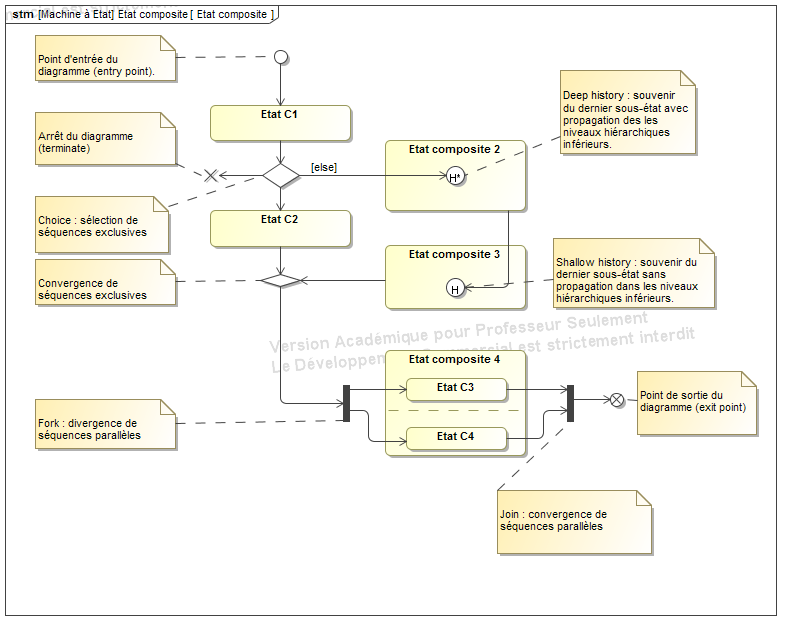 stm [Machine à Etat] Etat composite [ Etat composite ]
Point d'entrée du
diagramme (entry point).
Etat C1
Deep history : souvenir
du dernier sous-état avec
propagation des les
niveaux hiérarchiques
inférieurs.
Arrêt du diagramme
(terminate)
[else]
Etat composite 2
H*
Choice : sélection de
séquences exclusives
Etat C2
Convergence de
séquences exclusives
Etat composite 3
H
Shallow history : souvenir du
dernier sous-état sans
propagation dans les niveaux
hiérarchiques inférieurs.
Version Académique pour Professeur Seulement
Le Développement Commercial est strictement interdit
Etat composite 4
Etat C3
Etat C4
Point de sortie du
diagramme (exit point)
Fork : divergence de
séquences parallèles
Join : convergence de
séquences parallèles